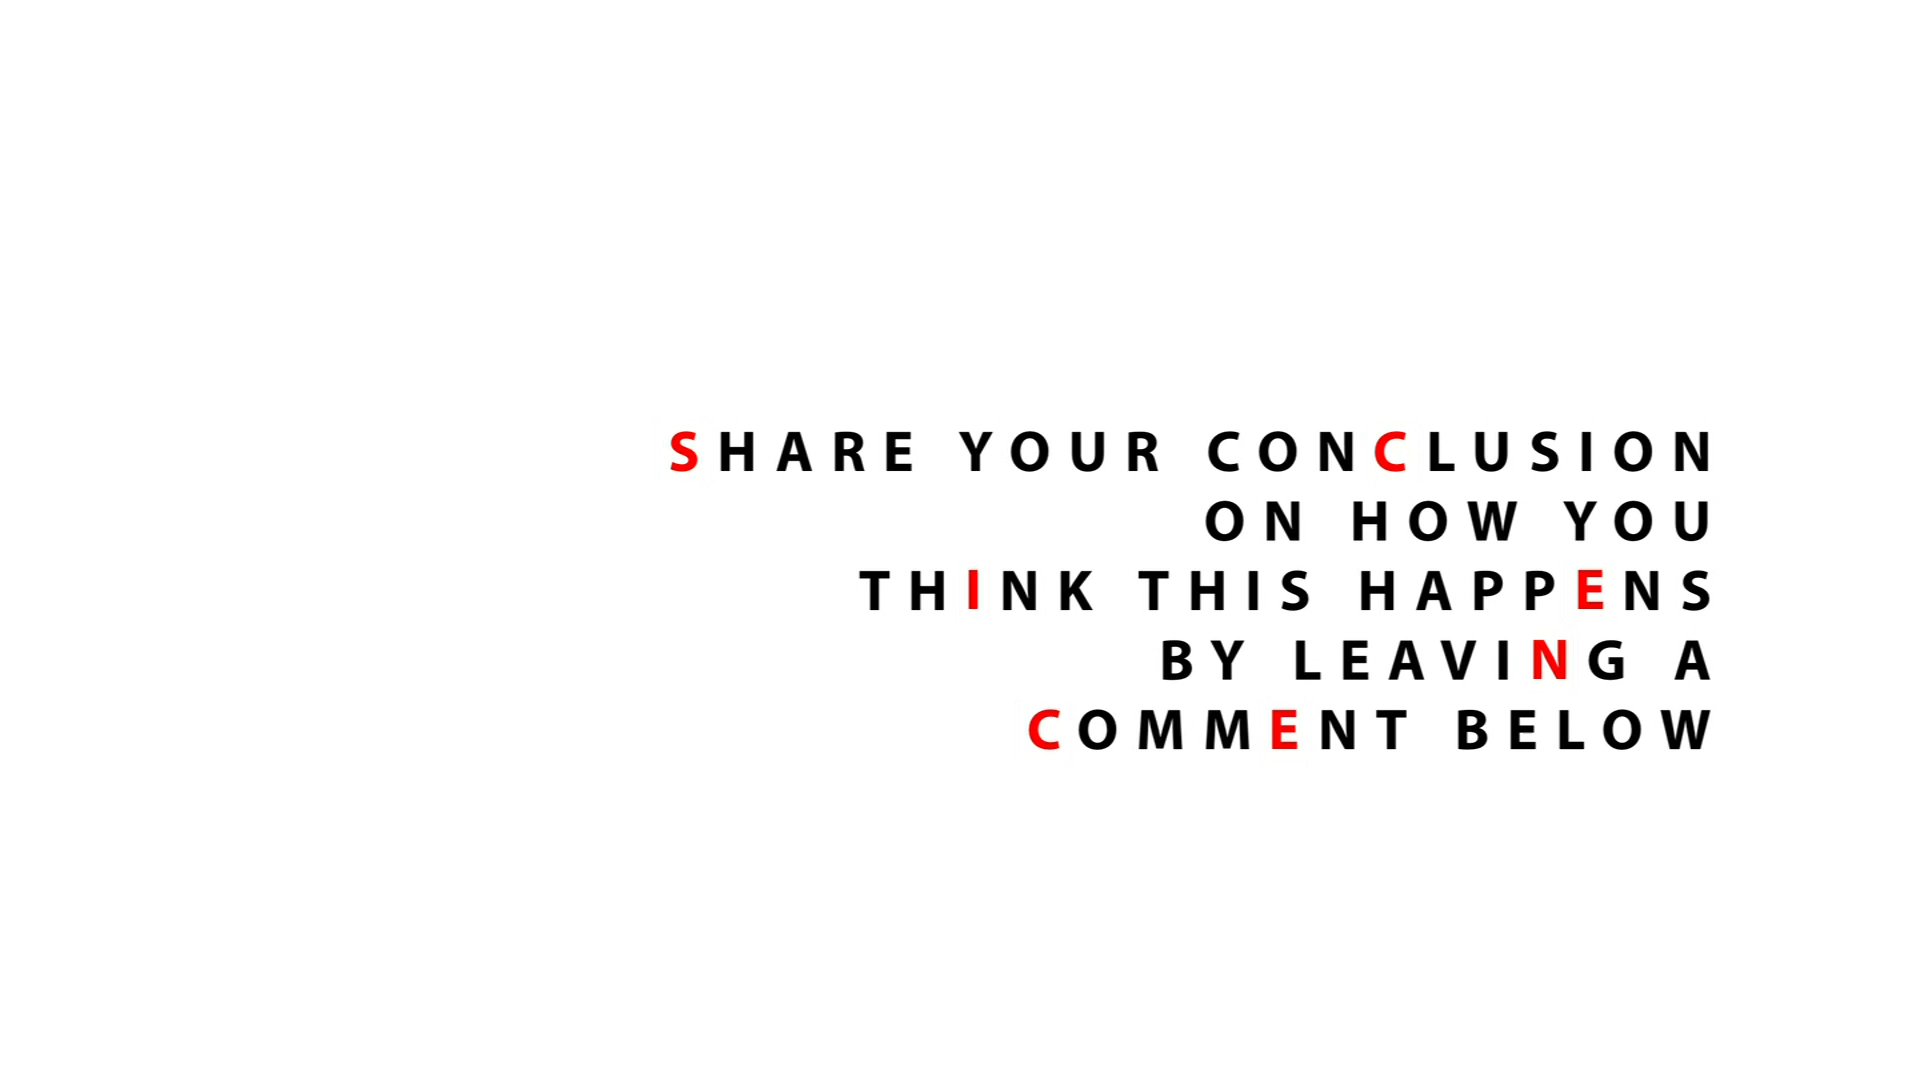 SHARE YOUR CONCLUSION
ON HOW YOU
THINK THIS HAPPENS
BY LEAVING A
COMMENT BELOW